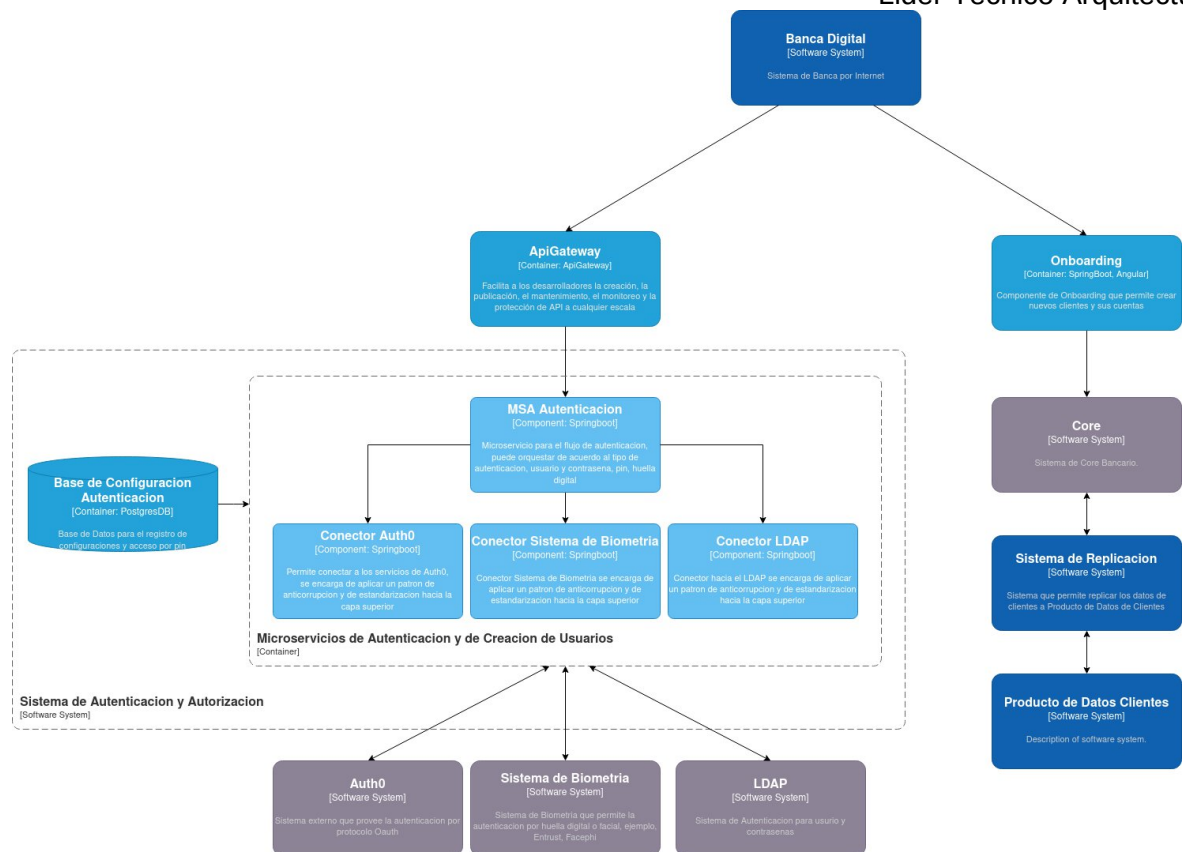 Banca Digital
[Software System]
Sistema de Banca por Internet
ApiGateway
[Container: ApiGateway]
Facilita a los desarrolladores la creación, la
publicación, el mantenimiento, el monitoreo y la
protección de API a cualquier escala
Onboarding
[Container: SpringBoot, Angular]
Componente de Onboarding que permite crear
nuevos clientes y sus cuentas
MSA Autenticacion
[Component: Springboot]
Microservicio para el flujo de autenticacion,
puede orquestar de acuerdo al tipo de
autenticacion, usuario y contrasena, pin, huella
digital
Core
[Software System]
Sistema de Core Bancario.
Base de Configuracion
Autenticacion
[Container: PostgresDB]
Base de Datos para el registro de
configuraciones y acceso por pin
Conector Auth0
[Component: Springboot]
Permite conectar a los servicios de Auth0,
se encarga de aplicar un patron de
anticorrupcion y de estandarizacion hacia la
capa superior
Conector Sistema de Biometria
[Component: Springboot]
Conector Sistema de Biometria se encarga de
aplicar un patron de anticorrupcion y de
estandarizacion hacia la capa superior
Conector LDAP
[Component: Springboot]
Conector hacia el LDAP se encarga de aplicar
un patron de anticorrupcion y de estandarizacion
hacia la capa superior
Sistema de Replicacion
[Software System]
Sistema que permite replicar los datos de
clientes a Producto de Datos de Clientes
Microservicios de Autenticacion y de Creacion de Usuarios
[Container]
Sistema de Autenticacion y Autorizacion
[Software System]
Producto de Datos Clientes
[Software System]
Description of software system.
Auth0
[Software System]
Sistema externo que provee la autenticacion por
protocolo Oauth
Sistema de Biometria
[Software System]
Sistema de Biometria que permite la
autenticacion por huella digital o facial, ejemplo.
Entrust, Facephi
LDAP
[Software System]
Sistema de Autenticacion para usurio y
contrasenas